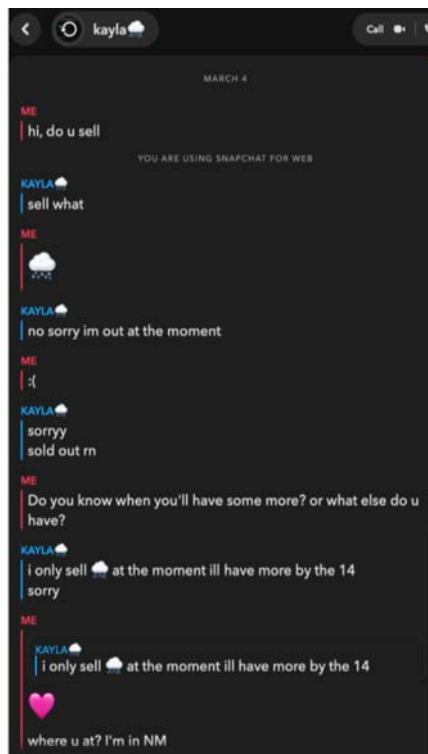 kayla🌨️
Call
MARCH 4
ME
hi, do u sell
YOU ARE USING SNAPCHAT FOR WEB
KAYLA🌨️
sell what
ME
🌨️
KAYLA🌨️
no sorry im out at the moment
ME
:(
KAYLA🌨️
sorryy
sold out rn
ME
Do you know when you'll have some more? or what else do u
have?
KAYLA🌨️
i only sell 🌨️ at the moment ill have more by the 14
sorry
ME
KAYLA🌨️
i only sell 🌨️ at the moment ill have more by the 14
🩷
where u at? I'm in NM